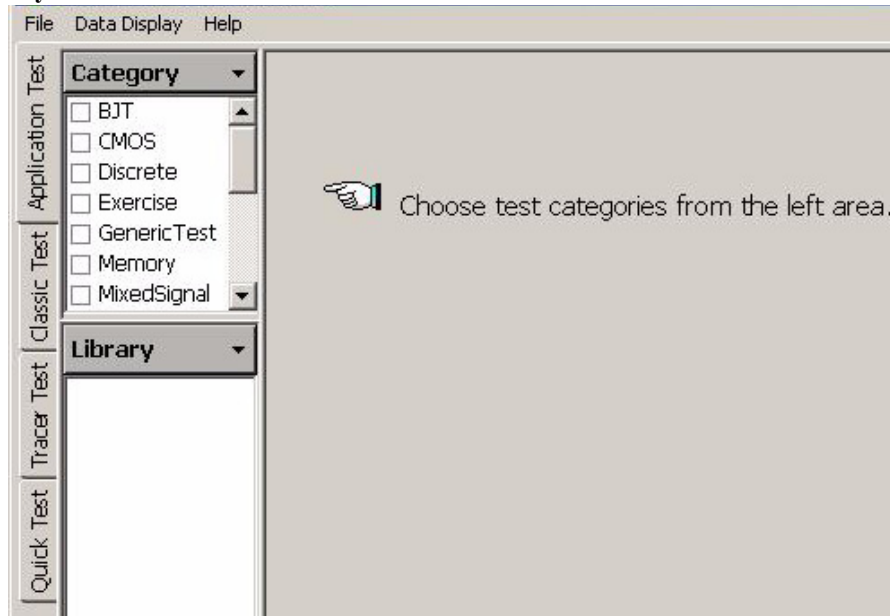 File Data Display Help
Application Test
Classic Test
Tracer Test
Quick Test
Category
BJT
CMOS
Discrete
Exercise
GenericTest
Memory
MixedSignal
Library
Choose test categories from the left area.